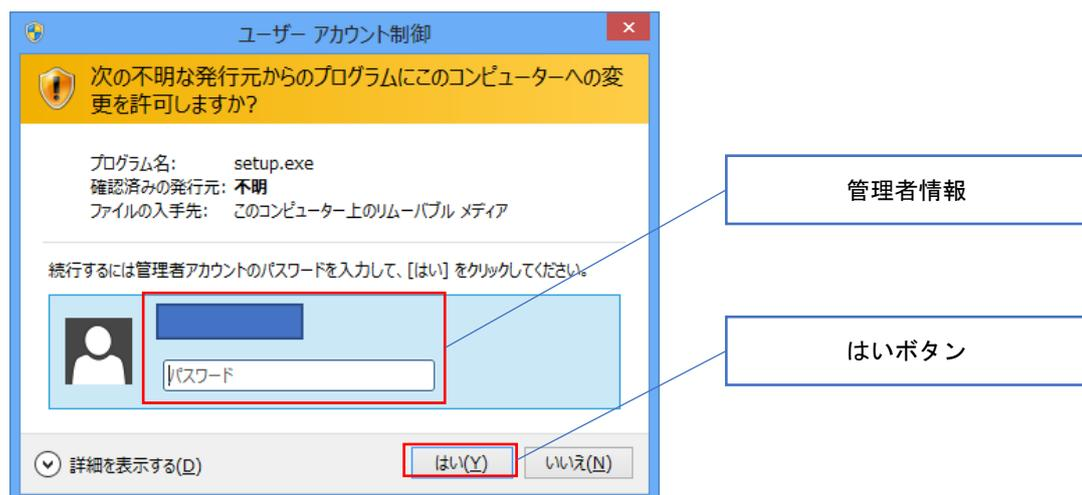 ユーザー アカウント制御
次の不明な発行元からのプログラムにこのコンピューターへの変
更を許可しますか?
プログラム名: setup.exe
確認済みの発行元: 不明
ファイルの入手先: このコンピューター上のリムーバブル メディア
管理者情報
続行するには管理者アカウントのパスワードを入力して、[はい] をクリックしてください。
パスワード
はいボタン
詳細を表示する(D)
はい(Y)
いいえ(N)